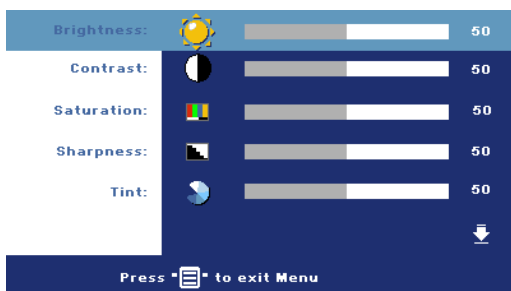 Brightness: 50
Contrast: 50
Saturation: 50
Sharpness: 50
Tint: 50
Press "" to exit Menu